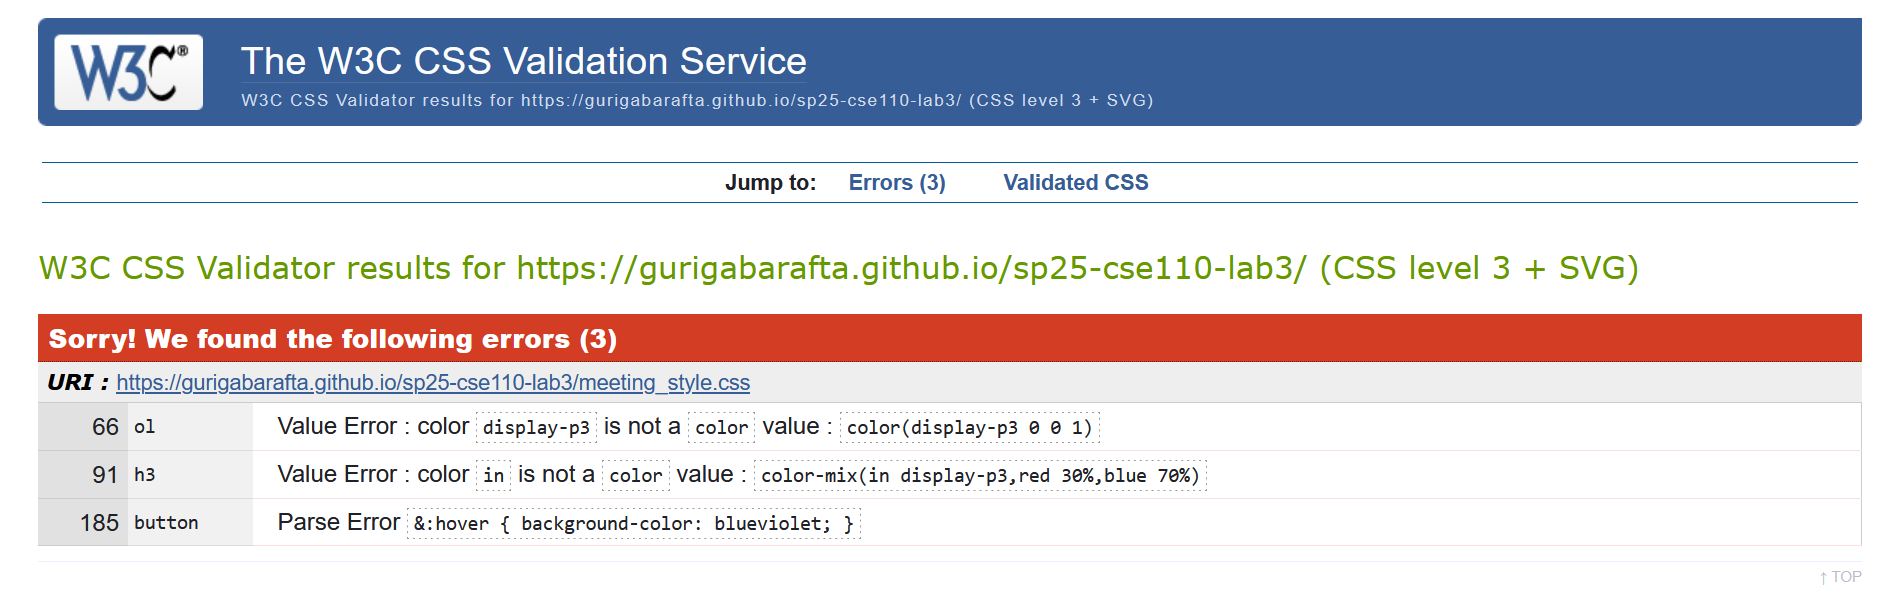 W3C®
The W3C CSS Validation Service
W3C CSS Validator results for https://gurigabarafta.github.io/sp25-cse110-lab3/ (CSS level 3 + SVG)
Jump to: Errors (3) Validated CSS
W3C CSS Validator results for https://gurigabarafta.github.io/sp25-cse110-lab3/ (CSS level 3 + SVG)
Sorry! We found the following errors (3)
URI : https://gurigabarafta.github.io/sp25-cse110-lab3/meeting_style.css
66 ol Value Error : color display-p3 is not a color value : color(display-p3 0 0 1)
91 h3 Value Error : color in is not a color value : color-mix(in display-p3,red 30%,blue 70%)
185 button Parse Error &:hover { background-color: blueviolet; }
↑ TOP